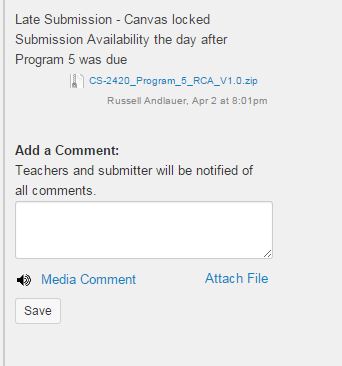 Late Submission - Canvas locked
Submission Availability the day after
Program 5 was due
CS-2420_Program_5_RCA_V1.0.zip
Russell Andlauer, Apr 2 at 8:01pm
Add a Comment:
Teachers and submitter will be notified of
all comments.
Media Comment
Attach File
Save